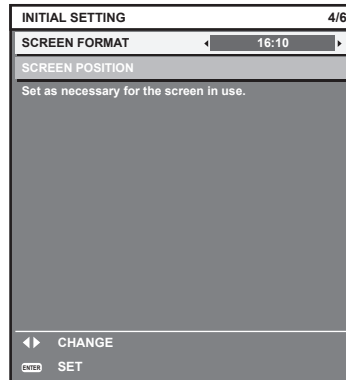 INITIAL SETTING 4/6
SCREEN FORMAT 16:10
SCREEN POSITION
Set as necessary for the screen in use.
CHANGE
ENTER SET